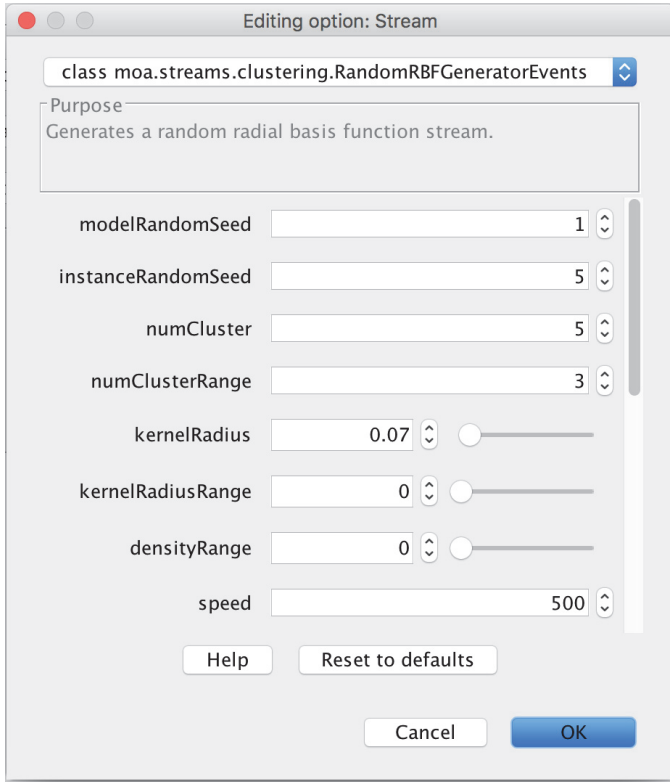 Editing option: Stream
class moa.streams.clustering.RandomRBFGeneratorEvents
Purpose
Generates a random radial basis function stream.
modelRandomSeed 1
instanceRandomSeed 5
numCluster 5
numClusterRange 3
kernelRadius 0.07
kernelRadiusRange 0
densityRange 0
speed 500
Help Reset to defaults
Cancel OK